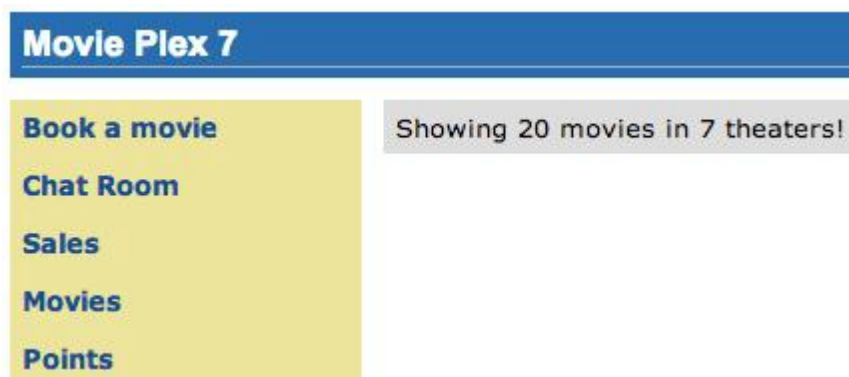 Movie Plex 7
Book a movie
Showing 20 movies in 7 theaters!
Chat Room
Sales
Movies
Points